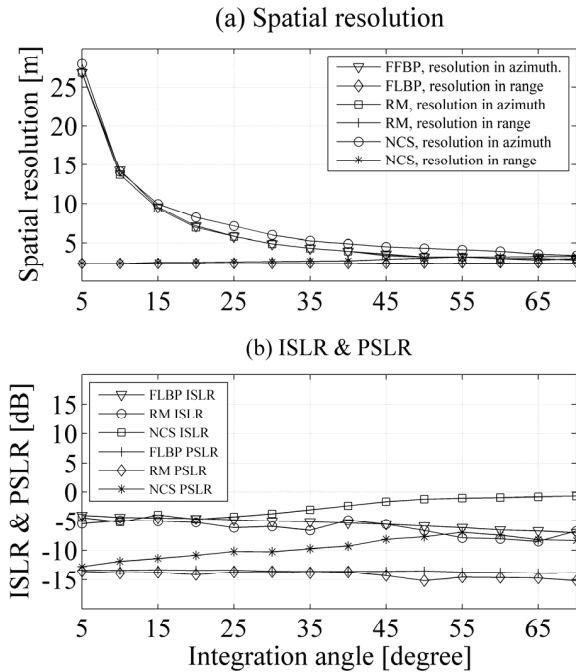 (a) Spatial resolution
Spatial resolution [m]
25
20
15
10
5
FFBP, resolution in azimuth.
FLBP, resolution in range
RM, resolution in azimuth
RM, resolution in range
NCS, resolution in azimuth
NCS, resolution in range
5 15 25 35 45 55 65
(b) ISLR & PSLR
ISLR & PSLR [dB]
15
10
5
0
-5
-10
-15
FLBP ISLR
RM ISLR
NCS ISLR
FLBP PSLR
RM PSLR
NCS PSLR
5 15 25 35 45 55 65
Integration angle [degree]